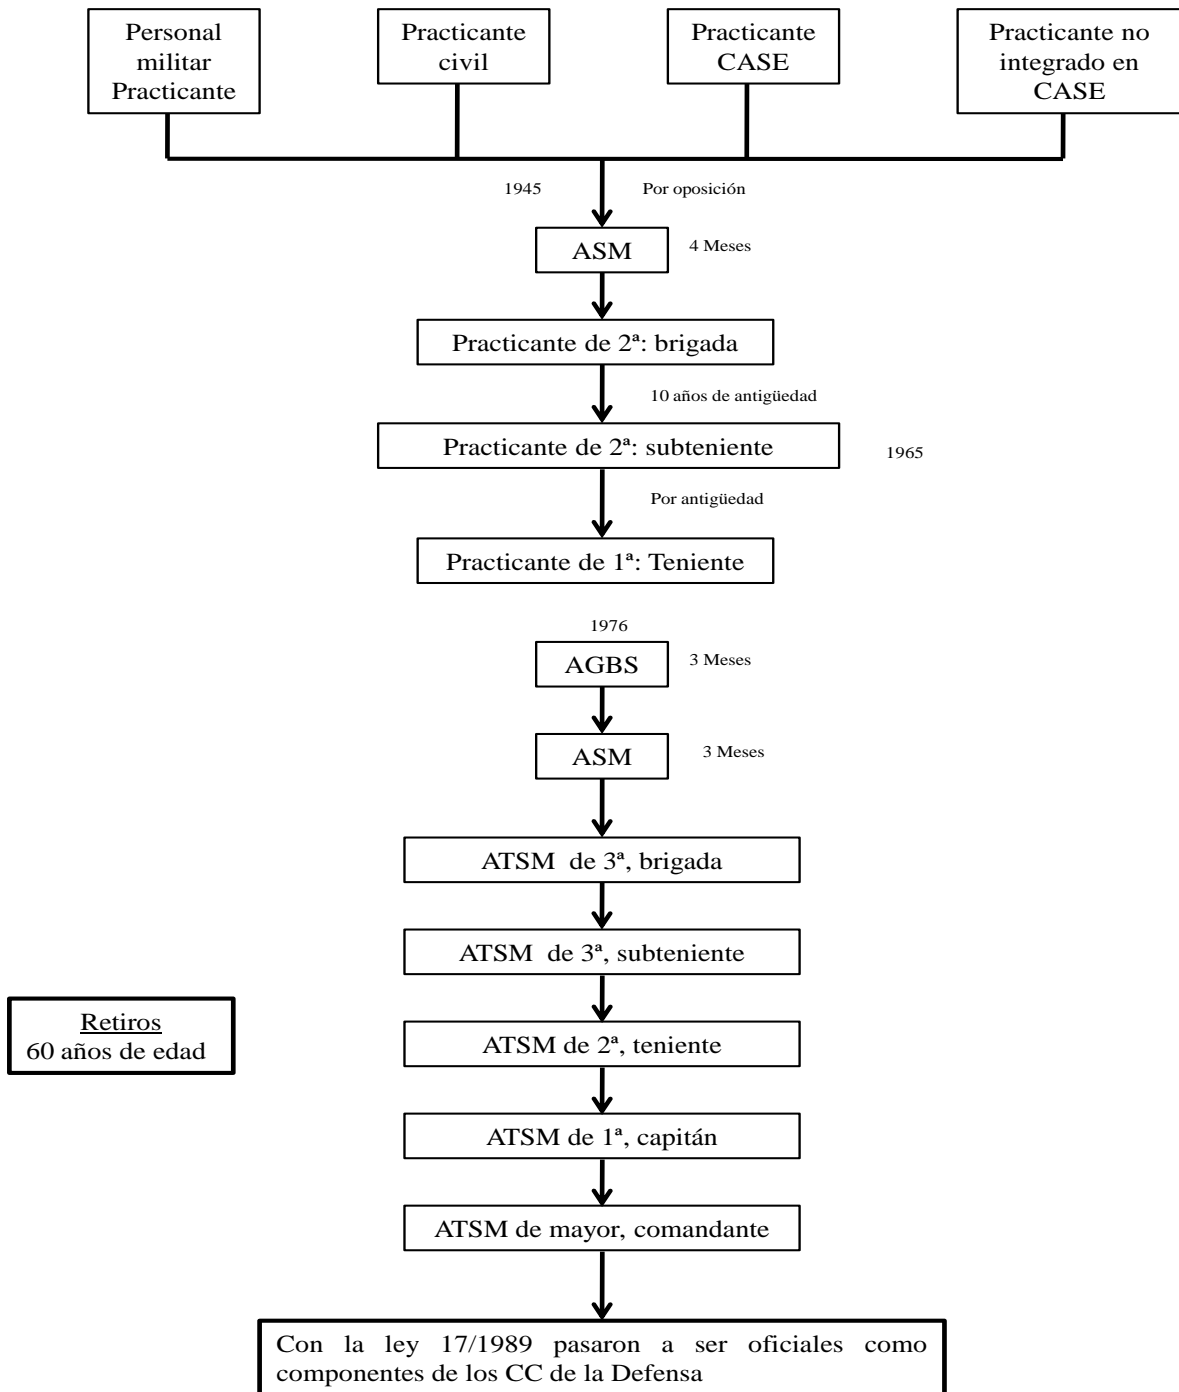 Personal
militar
Practicante
Practicante
civil
Practicante
CASE
Practicante no
integrado en
CASE
1945
Por oposición
ASM
4 Meses
Practicante de 2ª: brigada
10 años de antigüedad
Practicante de 2ª: subteniente
1965
Por antigüedad
Practicante de 1ª: Teniente
1976
AGBS
3 Meses
ASM
3 Meses
ATSM de 3ª, brigada
ATSM de 3ª, subteniente
Retiros
60 años de edad
ATSM de 2ª, teniente
ATSM de 1ª, capitán
ATSM de mayor, comandante
Con la ley 17/1989 pasaron a ser oficiales como
componentes de los CC de la Defensa